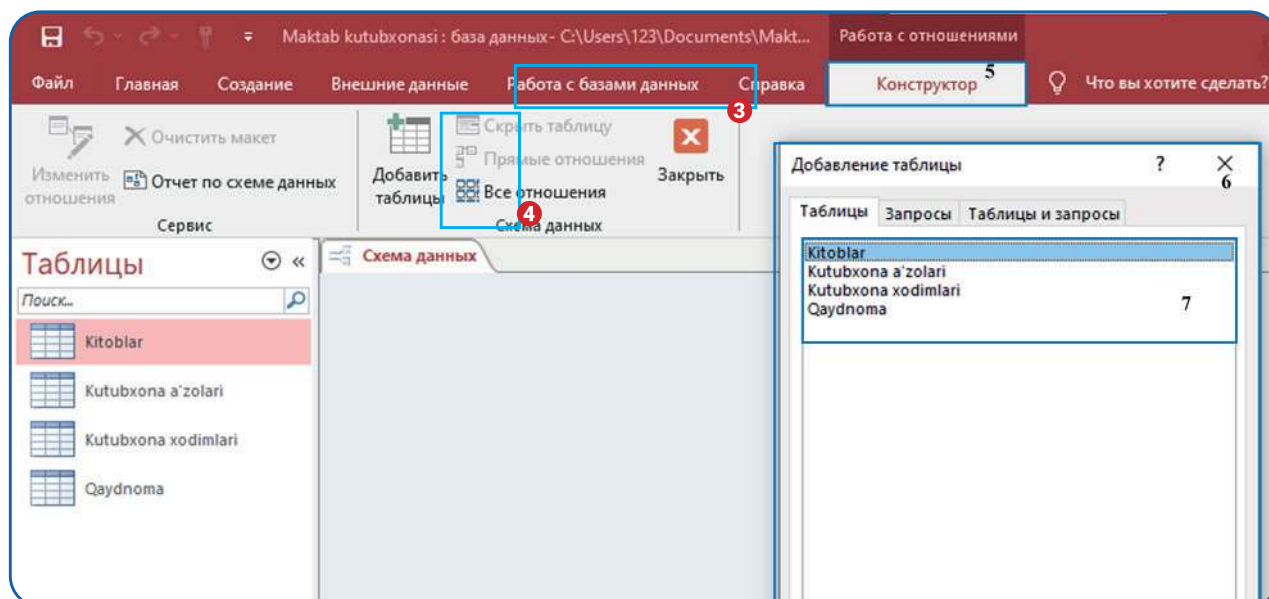 Maktab kutubxonasi : база данных- C:\Users\123\Documents\Makt...
Работа с отношениями
Файл Главная Создание Внешние данные Работа с базами данных Справка Конструктор 5 Что вы хотите сделать?
3
Изменить отношения
Очистить макет
Отчет по схеме данных
Сервис
Добавить таблицы
Скрыть таблицу
Прямые отношения
Все отношения
4
Закрыть
Схема данных
Таблицы «
Поиск...
Kitoblar
Kutubxona a'zolari
Kutubxona xodimlari
Qaydnoma
Схема данных
Добавление таблицы ?
6
Таблицы Запросы Таблицы и запросы
Kitoblar
Kutubxona a'zolari
Kutubxona xodimlari
Qaydnoma
7